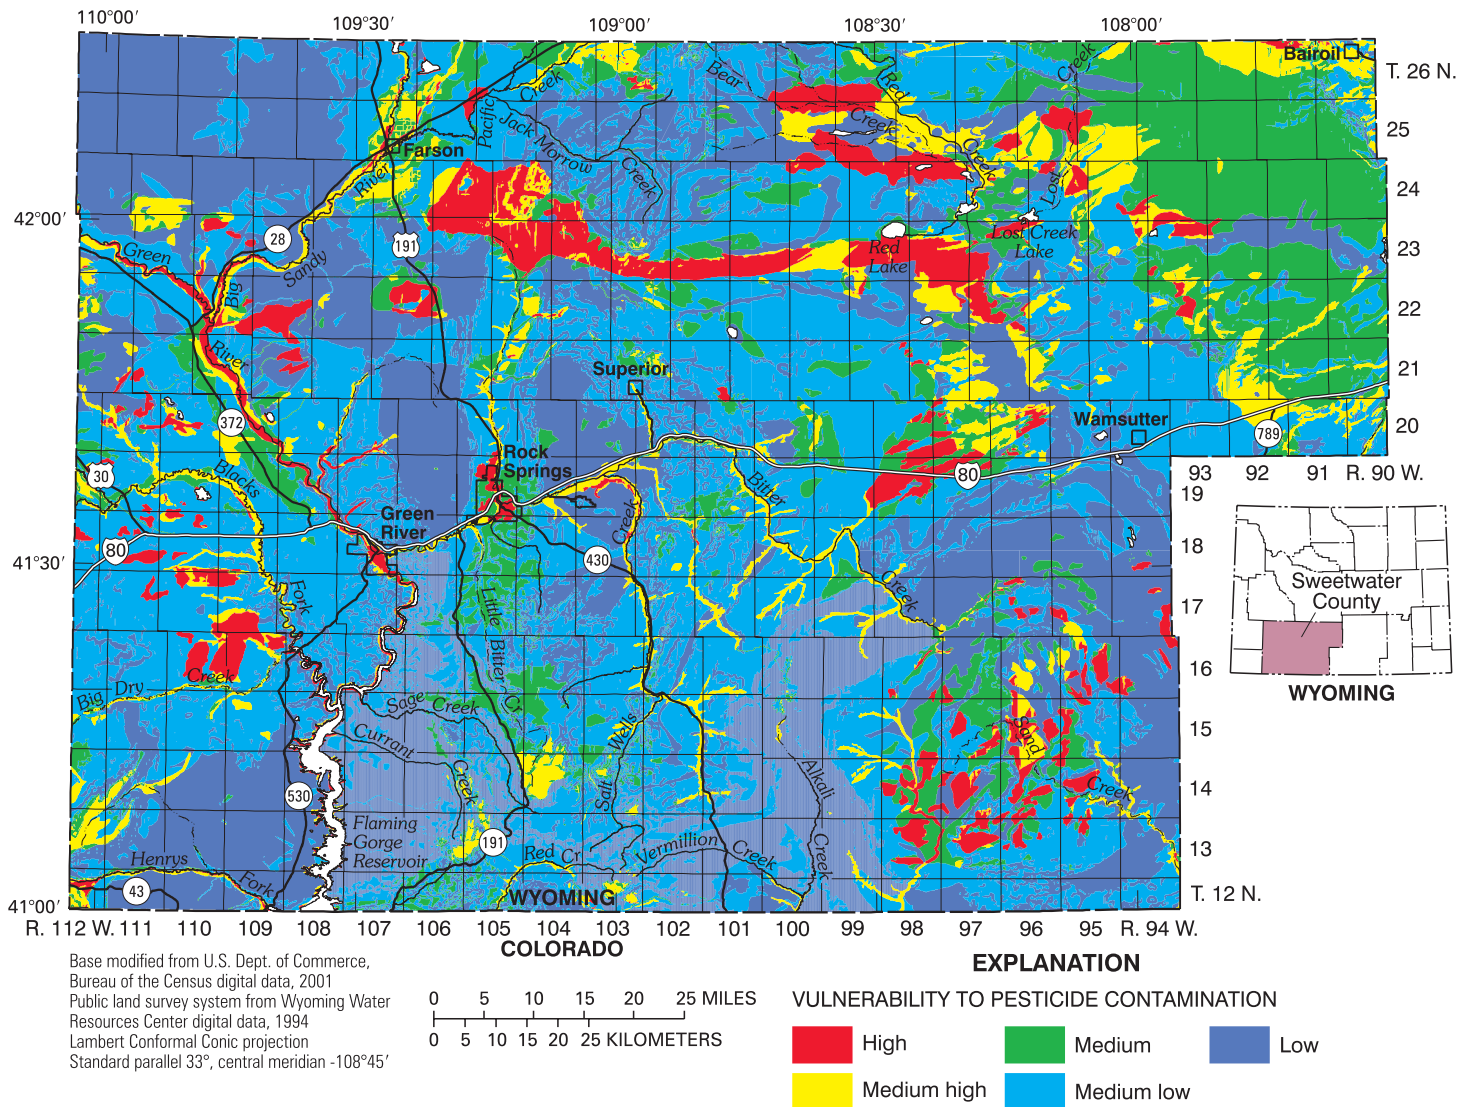 110°00′ 109°30′ 109°00′ 108°30′ 108°00′
Bairoil
T. 26 N.
25
24
23
22
21
20
93 92 91 R. 90 W.
19
18
17
16
15
14
13
T. 12 N.
42°00′
41°30′
41°00′
Pacific
Creek
Bear
Creek
Red
Creek
Creek
Lost
Jack Morrow
Creek
Farson
River
28
191
Green
Big
Sandy
River
Red
Lake
Lost Creek
Lake
Superior
Wamsutter
372
789
Rock
Springs
30
Blacks
Fork
80
Green
River
80
Bitter
Creek
Creek
430
Little Bitter Cr
Big Dry
Creek
Sage Creek
Currant
Creek
Salt
Wells
Alkali
Creek
Sand
Creek
530
Flaming
Gorge
Reservoir
191
Henrys
Fork
43
Red Cr
Vermillion
Creek
WYOMING
COLORADO
R. 112 W. 111 110 109 108 107 106 105 104 103 102 101 100 99 98 97 96 95 R. 94 W.
Sweetwater
County
WYOMING
Base modified from U.S. Dept. of Commerce,
Bureau of the Census digital data, 2001
Public land survey system from Wyoming Water
Resources Center digital data, 1994
Lambert Conformal Conic projection
Standard parallel 33°, central meridian -108°45′
0 5 10 15 20 25 MILES
0 5 10 15 20 25 KILOMETERS
EXPLANATION
VULNERABILITY TO PESTICIDE CONTAMINATION
High
Medium
Low
Medium high
Medium low